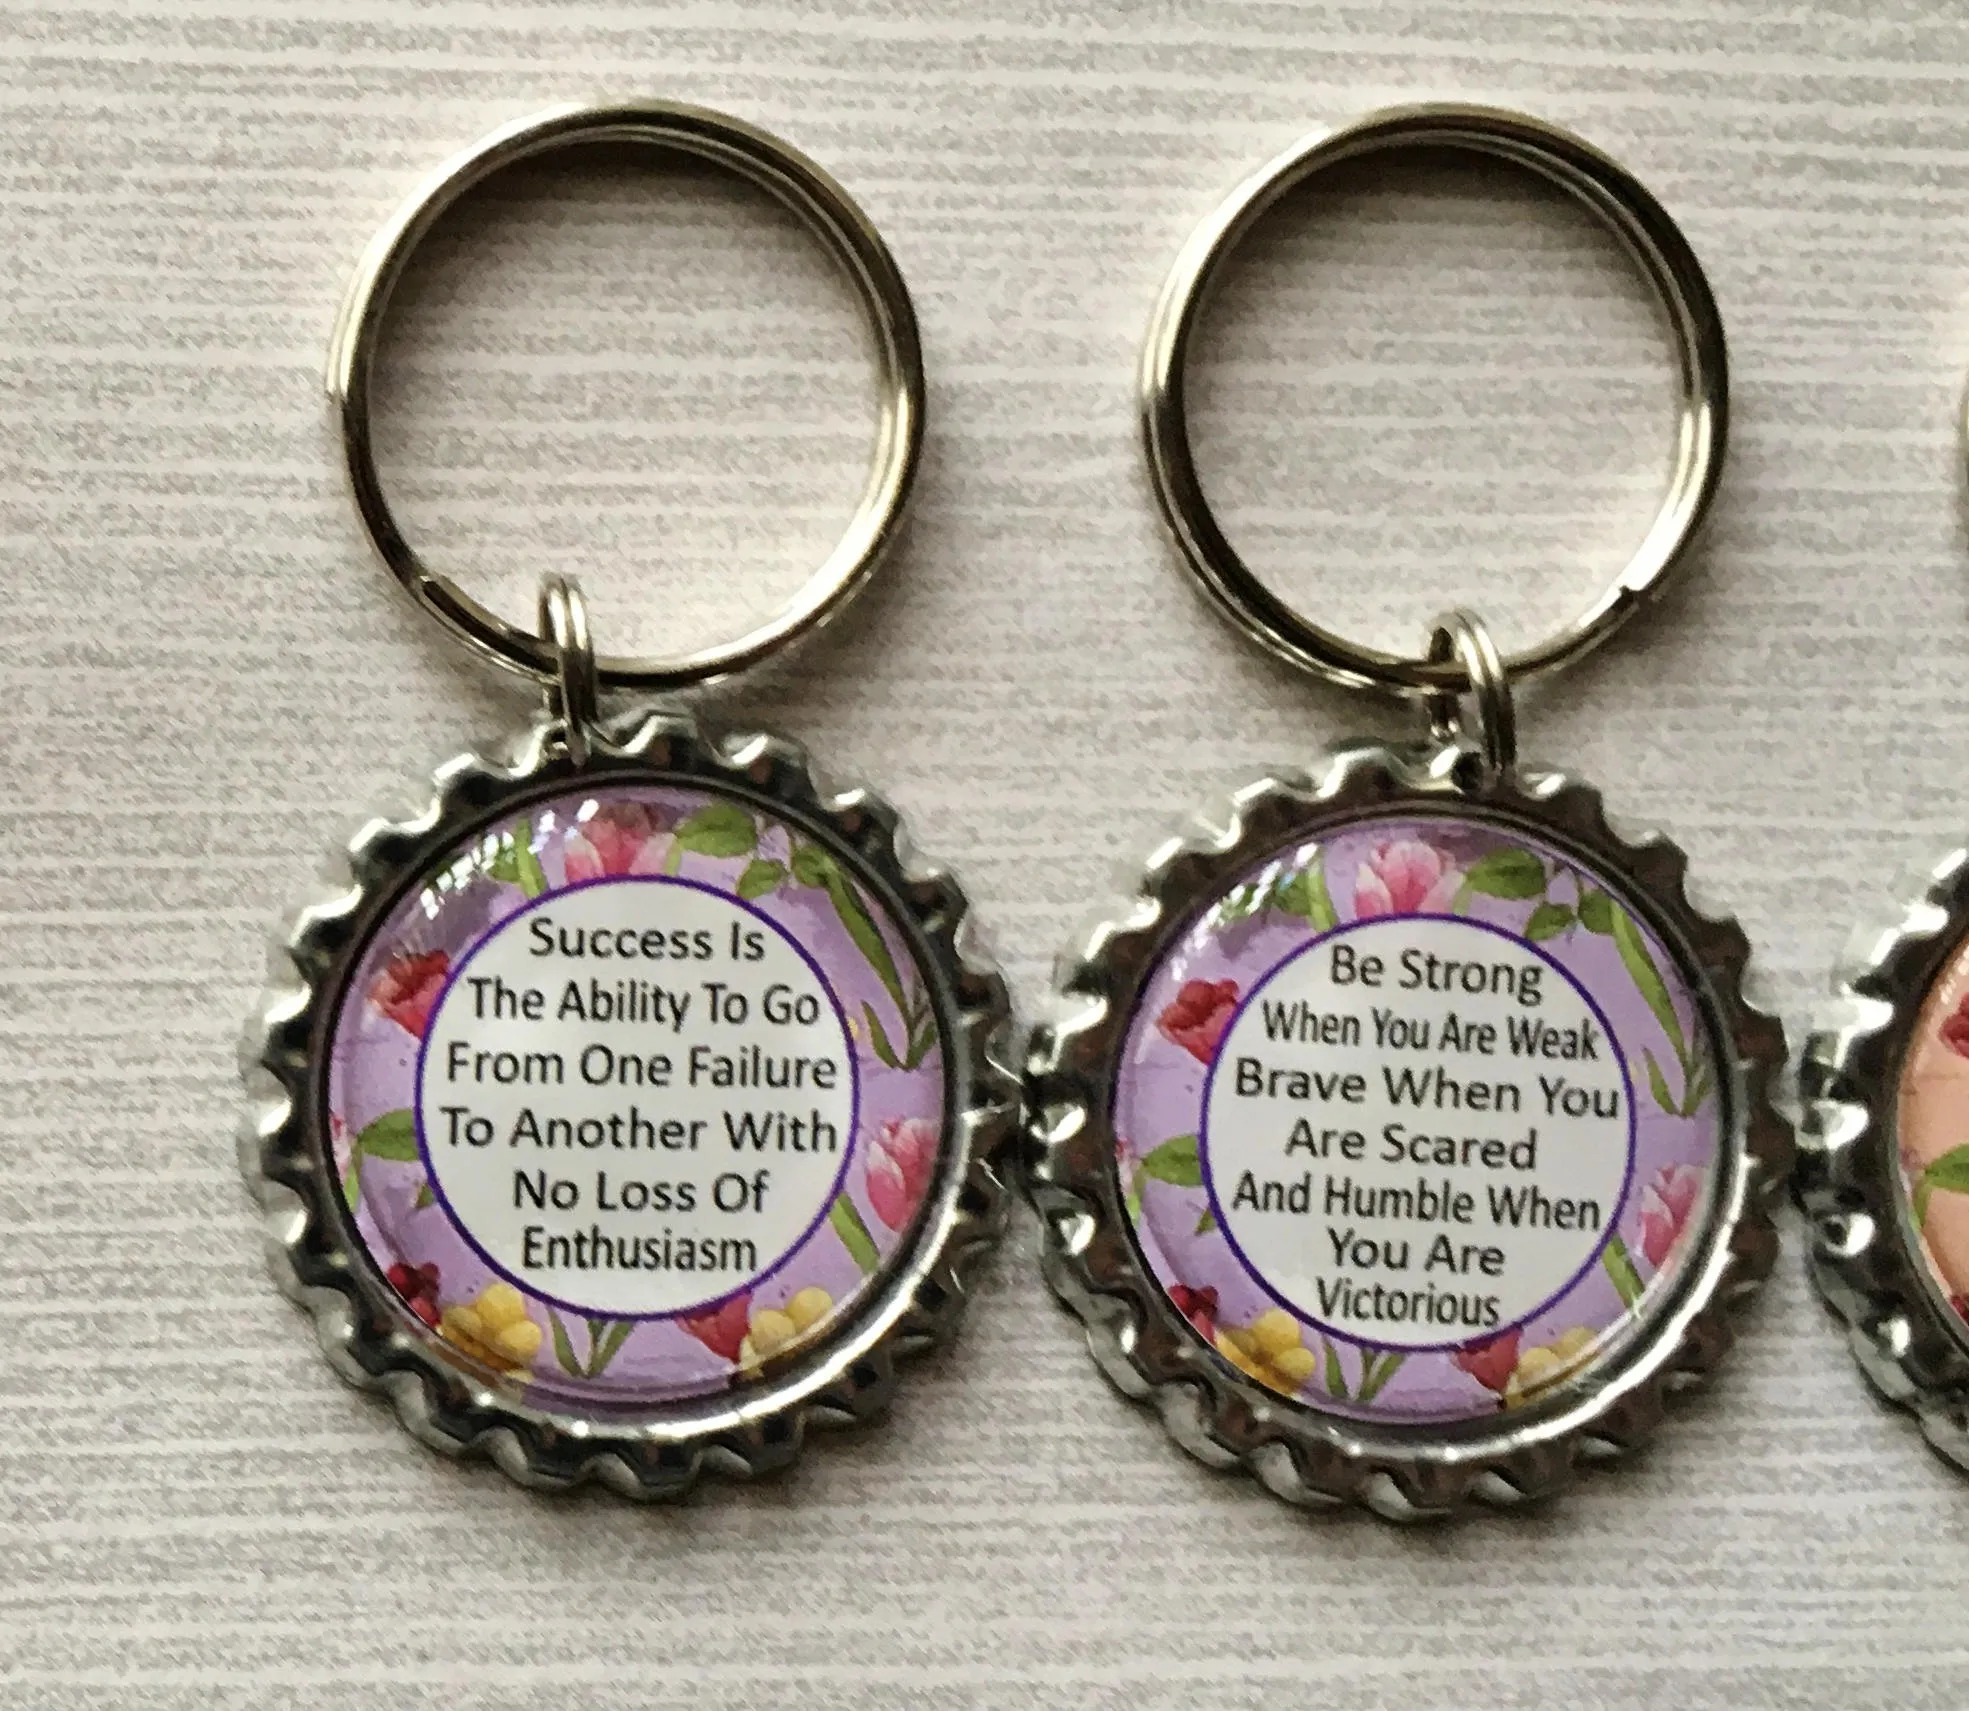 Success Is
The Ability To Go
From One Failure
To Another With
No Loss Of
Enthusiasm
Be Strong
When You Are Weak
Brave When You
Are Scared
And Humble When
You Are
Victorious